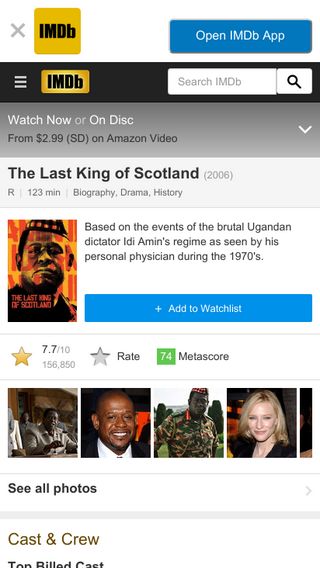 IMDb
Open IMDb App
IMDb
Search IMDb
Watch Now or On Disc
From $2.99 (SD) on Amazon Video
The Last King of Scotland (2006)
R | 123 min | Biography, Drama, History
THE LAST KING
OF SCOTLAND
Based on the events of the brutal Ugandan
dictator Idi Amin's regime as seen by his
personal physician during the 1970's.
+ Add to Watchlist
7.7/10
156,850
Rate
74 Metascore
See all photos
Cast & Crew
Top Billed Cast